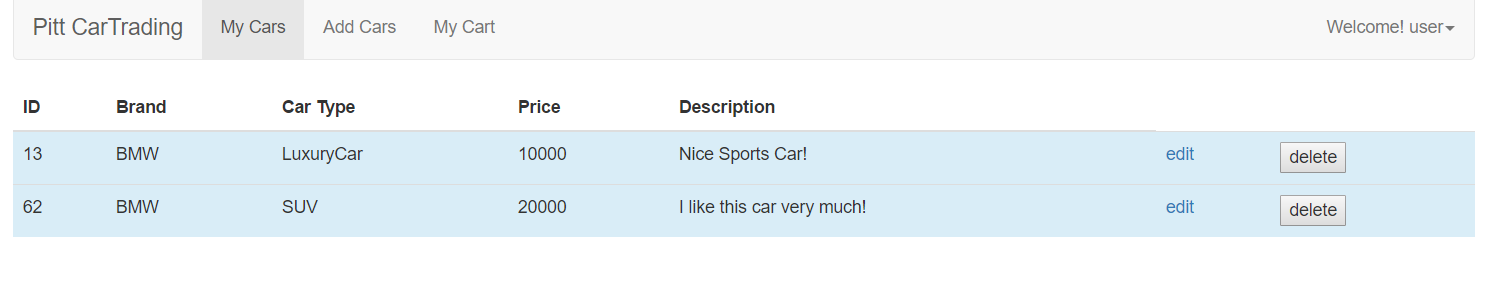 Pitt CarTrading My Cars Add Cars My Cart Welcome! user
ID Brand Car Type Price Description
13 BMW LuxuryCar 10000 Nice Sports Car! edit delete
62 BMW SUV 20000 I like this car very much! edit delete